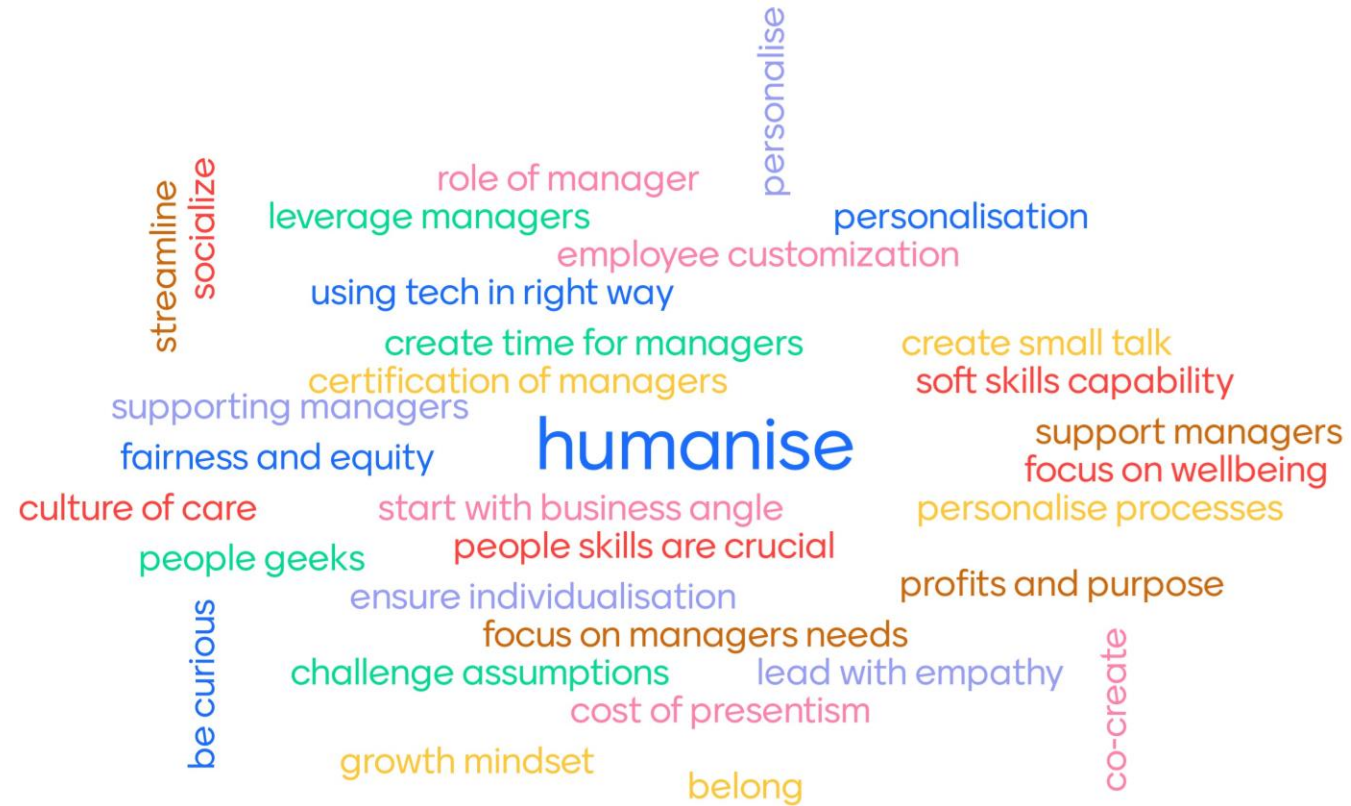 personalise
streamline
socialize
role of manager
leverage managers
personalisation
employee customization
using tech in right way
create time for managers
create small talk
certification of managers
soft skills capability
supporting managers
humanise
support managers
fairness and equity
focus on wellbeing
culture of care
start with business angle
personalise processes
people skills are crucial
people geeks
profits and purpose
ensure individualisation
be curious
focus on managers needs
co-create
challenge assumptions
lead with empathy
cost of presentism
growth mindset
belong